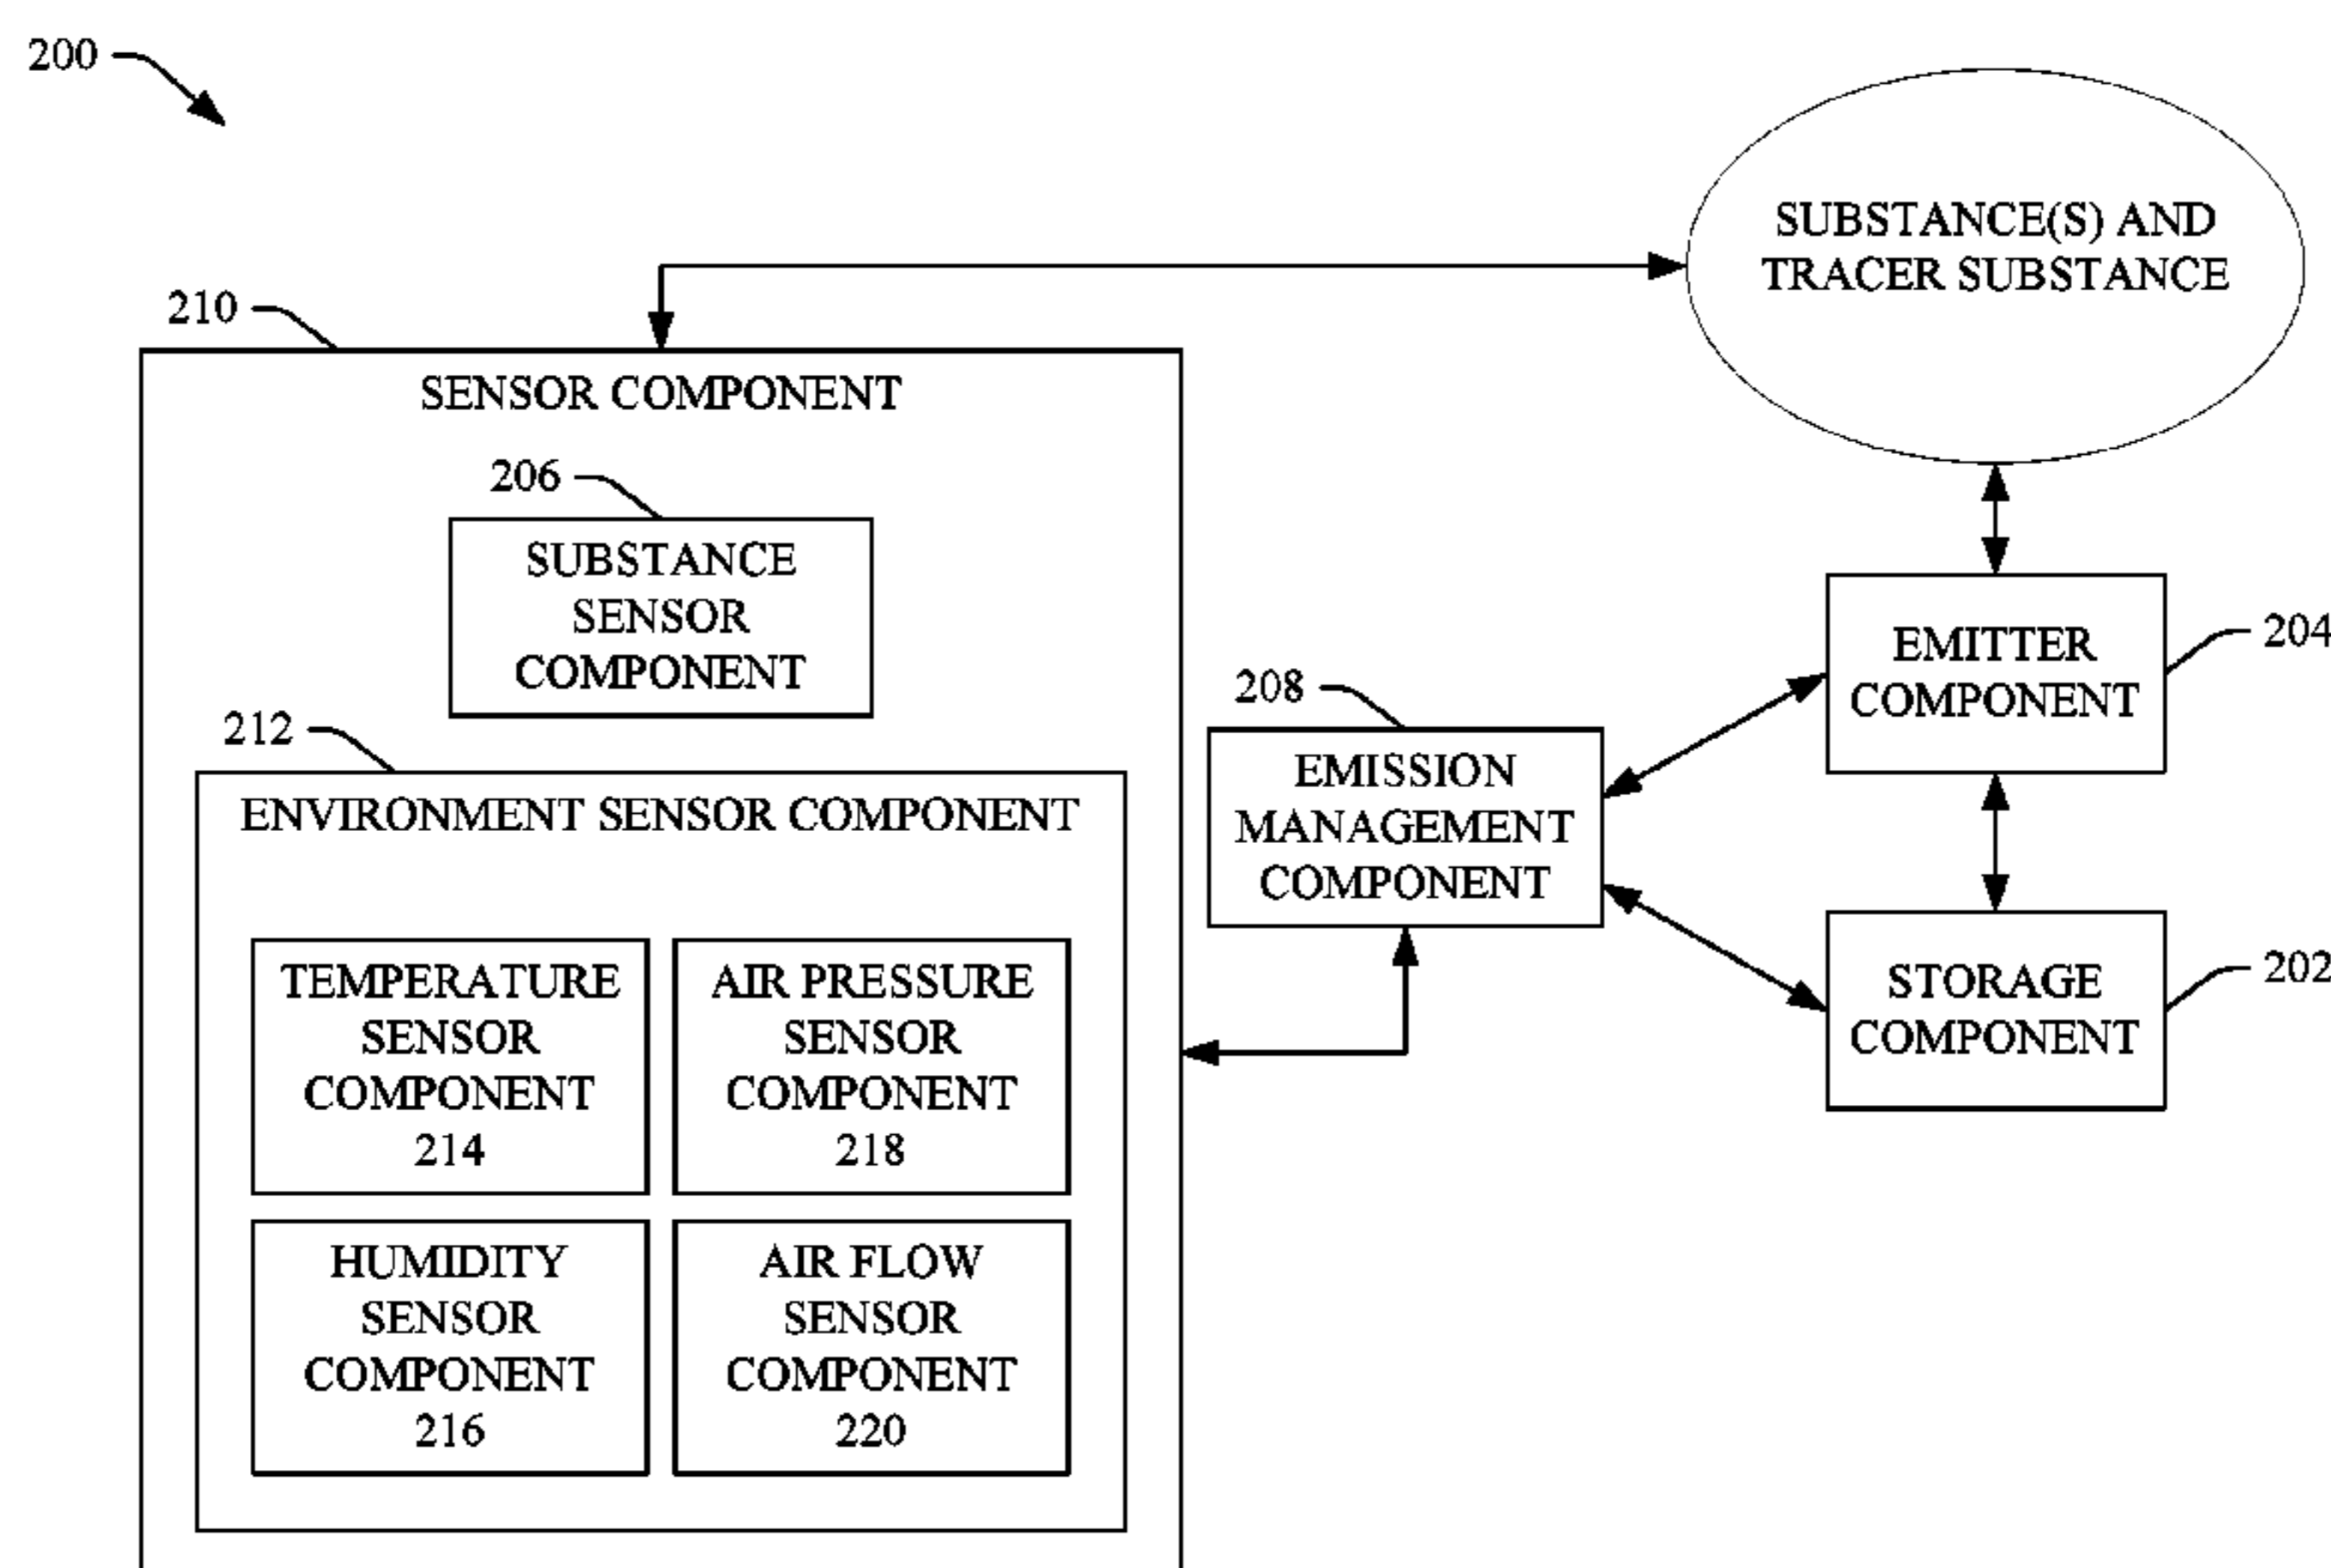 200
SUBSTANCE(S) AND
TRACER SUBSTANCE
210
SENSOR COMPONENT
206
SUBSTANCE
SENSOR
COMPONENT
212
ENVIRONMENT SENSOR COMPONENT
TEMPERATURE
SENSOR
COMPONENT
214
AIR PRESSURE
SENSOR
COMPONENT
218
HUMIDITY
SENSOR
COMPONENT
216
AIR FLOW
SENSOR
COMPONENT
220
208
EMISSION
MANAGEMENT
COMPONENT
EMITTER
COMPONENT
204
STORAGE
COMPONENT
202